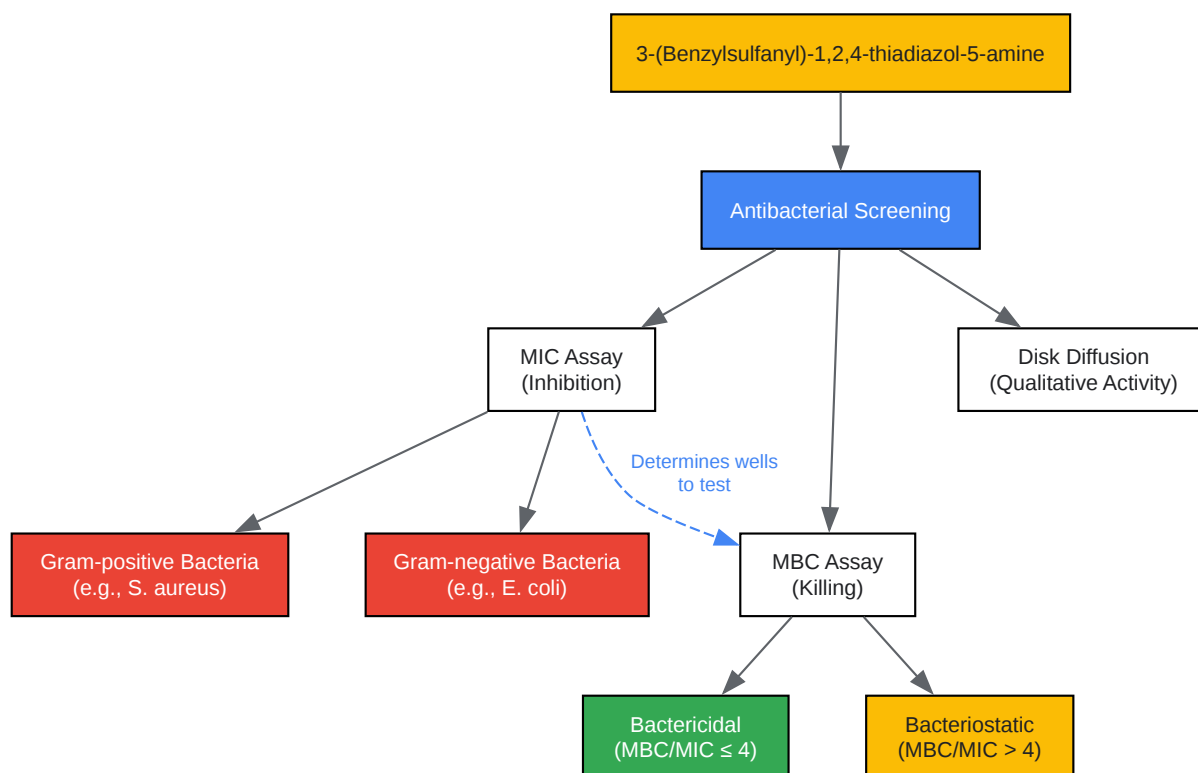 3-(Benzylsulfanyl)-1,2,4-thiadiazol-5-amine
Antibacterial Screening
MIC Assay
(Inhibition)
Disk Diffusion
(Qualitative Activity)
Determines wells
to test
Gram-positive Bacteria
(e.g., S. aureus)
Gram-negative Bacteria
(e.g., E. coli)
MBC Assay
(Killing)
Bactericidal
(MBC/MIC ≤ 4)
Bacteriostatic
(MBC/MIC > 4)